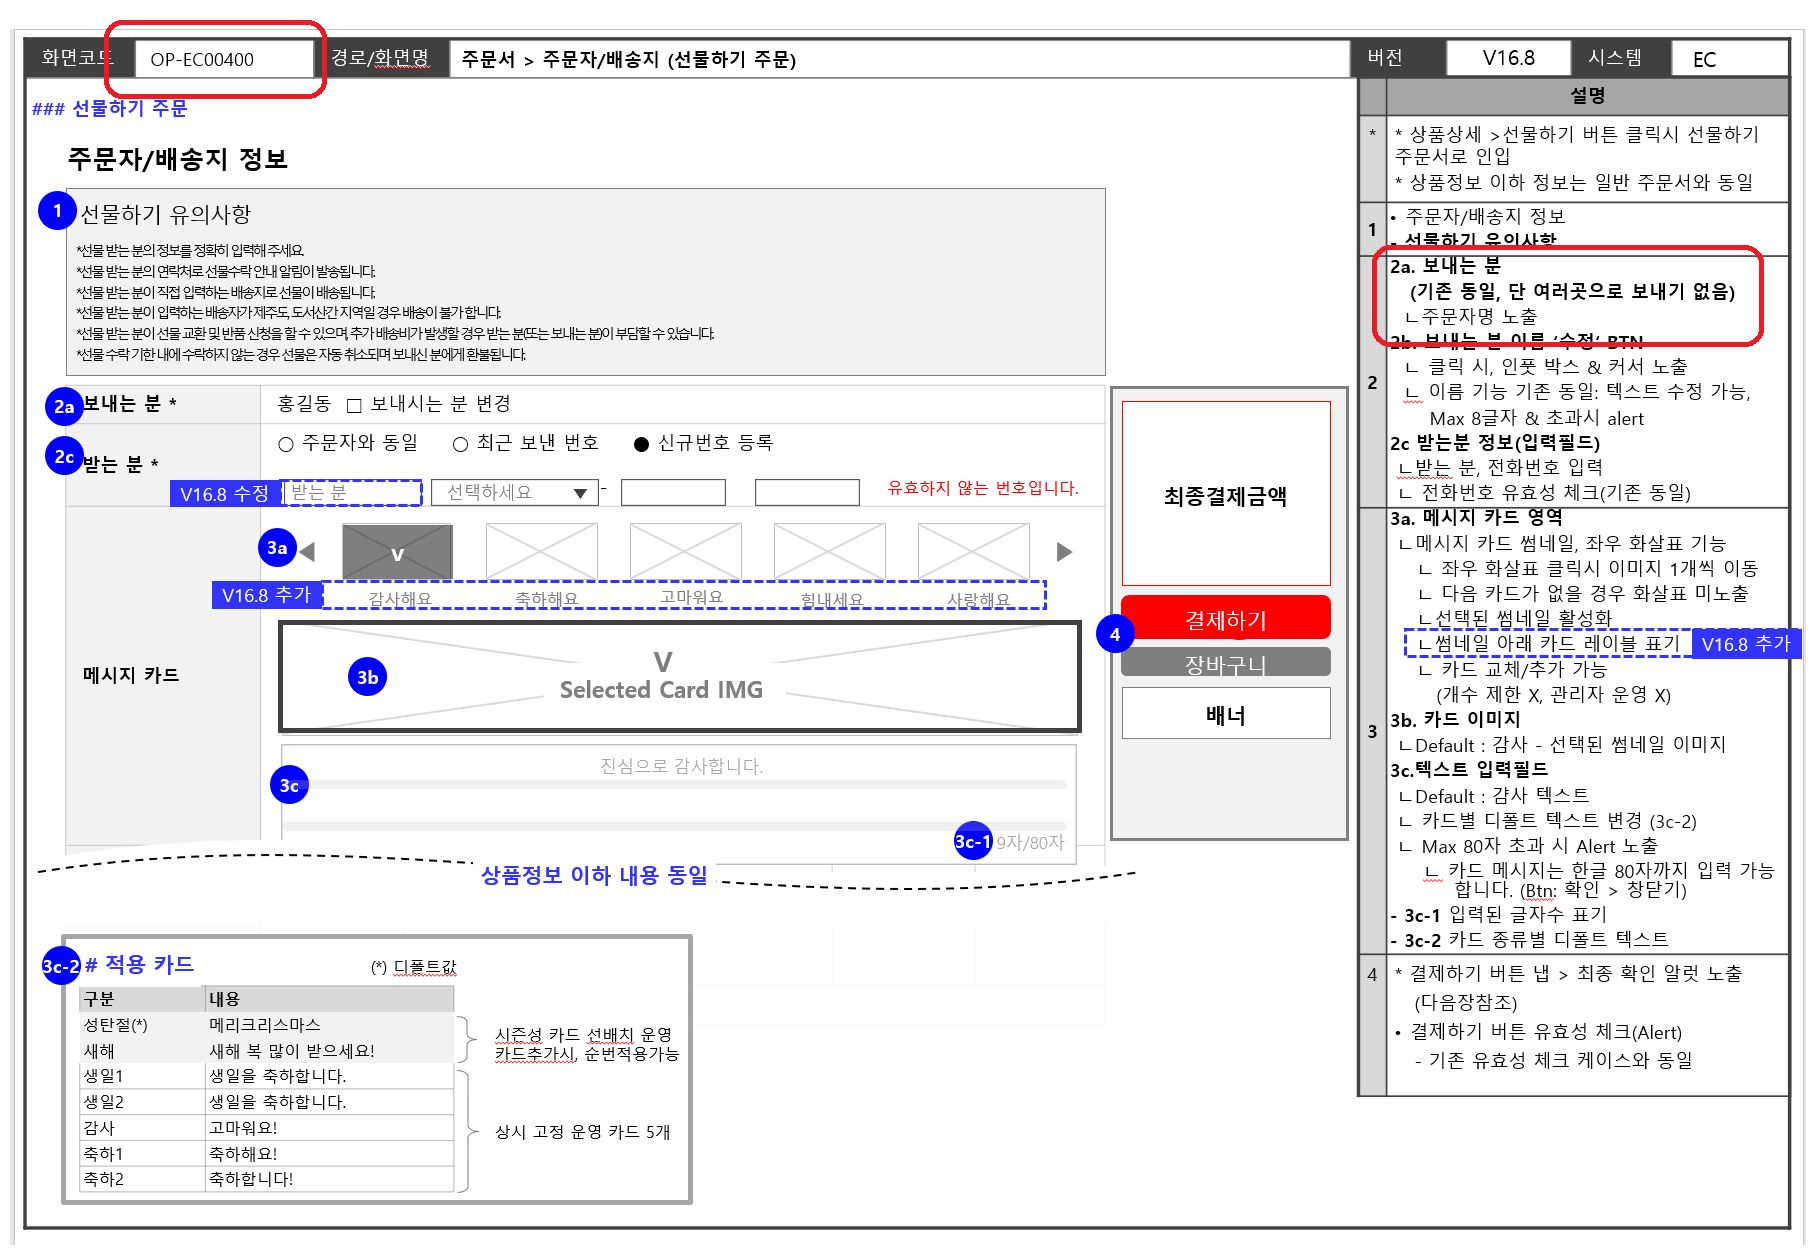 화면코드 OP-EC00400 경로/화면명 주문서 > 주문자/배송지 (선물하기 주문) 버전 V16.8 시스템 EC
### 선물하기 주문
주문자/배송지 정보
1
선물하기 유의사항
*선물 받는 분의 정보를 정확히 입력해 주세요.
*선물 받는 분의 연락처로 선물수락 안내 알림이 발송됩니다.
*선물 받는 분이 직접 입력하는 배송지로 선물이 배송됩니다.
*선물 받는 분이 입력하는 배송자가 제주도, 도서산간 지역일 경우 배송이 불가 합니다.
*선물 받는 분이 선물 교환 및 반품 신청을 할 수 있으며, 추가 배송비가 발생할 경우 받는 분(또는 보내는 분)이 부담할 수 있습니다.
*선물 수락 기한 내에 수락하지 않는 경우 선물은 자동 취소되며 보내신 분에게 환불됩니다.
2a 보내는 분 * 홍길동 □ 보내시는 분 변경
2c 받는 분 *
○ 주문자와 동일 ○ 최근 보낸 번호 ● 신규번호 등록
V16.8 수정 받는 분 선택하세요 ▼ - 유효하지 않는 번호입니다.
메시지 카드
3a ◀ V ▶
V16.8 추가 감사해요 축하해요 고마워요 힘내세요 사랑해요
3b
V
Selected Card IMG
3c
진심으로 감사합니다.
3c-1 9자/80자
최종결제금액
4 결제하기
장바구니
배너
상품정보 이하 내용 동일
3c-2 # 적용 카드 (*) 디폴트값
구분 내용
성탄절(*) 메리크리스마스
새해 새해 복 많이 받으세요!
생일1 생일을 축하합니다.
생일2 생일을 축하합니다.
감사 고마워요!
축하1 축하해요!
축하2 축하합니다!
시즌성 카드 선배치 운영
카드추가시, 순번적용가능
상시 고정 운영 카드 5개
설명
* * 상품상세 >선물하기 버튼 클릭시 선물하기
주문서로 인입
* 상품정보 이하 정보는 일반 주문서와 동일
1 • 주문자/배송지 정보
- 선물하기 유의사항
2
2a. 보내는 분
(기존 동일, 단 여러곳으로 보내기 없음)
ㄴ주문자명 노출
2b. 보내는 분 이름 ‘수정’ BTN
ㄴ 클릭 시, 인풋 박스 & 커서 노출
ㄴ 이름 기능 기존 동일: 텍스트 수정 가능,
Max 8글자 & 초과시 alert
2c 받는분 정보(입력필드)
ㄴ받는 분, 전화번호 입력
ㄴ 전화번호 유효성 체크(기존 동일)
3
3a. 메시지 카드 영역
ㄴ메시지 카드 썸네일, 좌우 화살표 기능
ㄴ 좌우 화살표 클릭시 이미지 1개씩 이동
ㄴ 다음 카드가 없을 경우 화살표 미노출
ㄴ선택된 썸네일 활성화
ㄴ썸네일 아래 카드 레이블 표기 V16.8 추가
ㄴ 카드 교체/추가 가능
(개수 제한 X, 관리자 운영 X)
3b. 카드 이미지
ㄴDefault : 감사 - 선택된 썸네일 이미지
3c.텍스트 입력필드
ㄴDefault : 걈사 텍스트
ㄴ 카드별 디폴트 텍스트 변경 (3c-2)
ㄴ Max 80자 초과 시 Alert 노출
ㄴ 카드 메시지는 한글 80자까지 입력 가능
합니다. (Btn: 확인 > 창닫기)
- 3c-1 입력된 글자수 표기
- 3c-2 카드 종류별 디폴트 텍스트
4 * 결제하기 버튼 냅 > 최종 확인 알럿 노출
(다음장참조)
• 결제하기 버튼 유효성 체크(Alert)
- 기존 유효성 체크 케이스와 동일